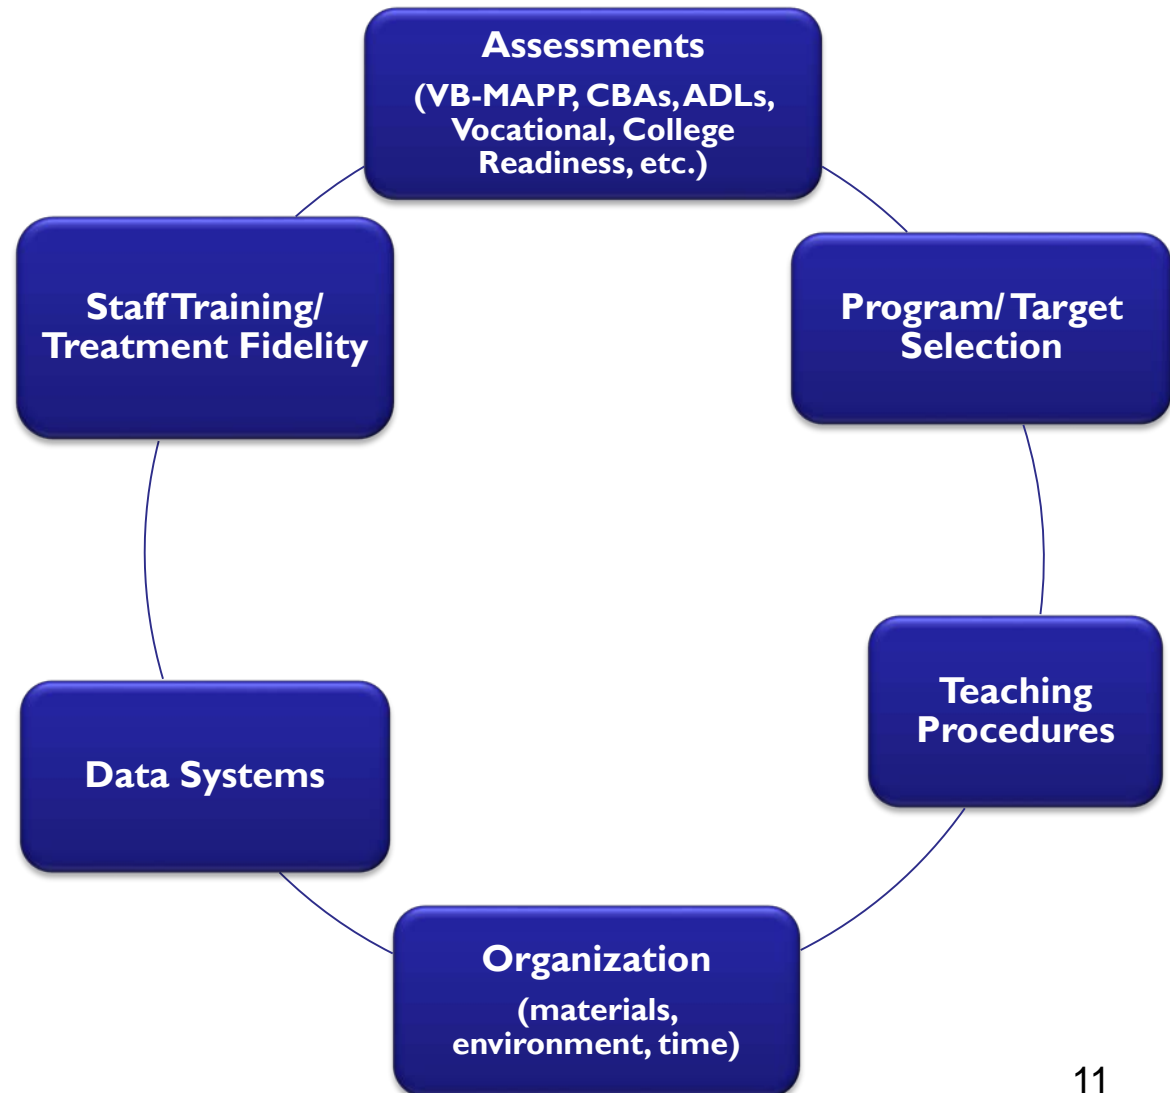 Assessments
(VB-MAPP, CBAs, ADLs,
Vocational, College
Readiness, etc.)
Program/ Target
Selection
Teaching
Procedures
Organization
(materials,
environment, time)
Data Systems
Staff Training/
Treatment Fidelity
11